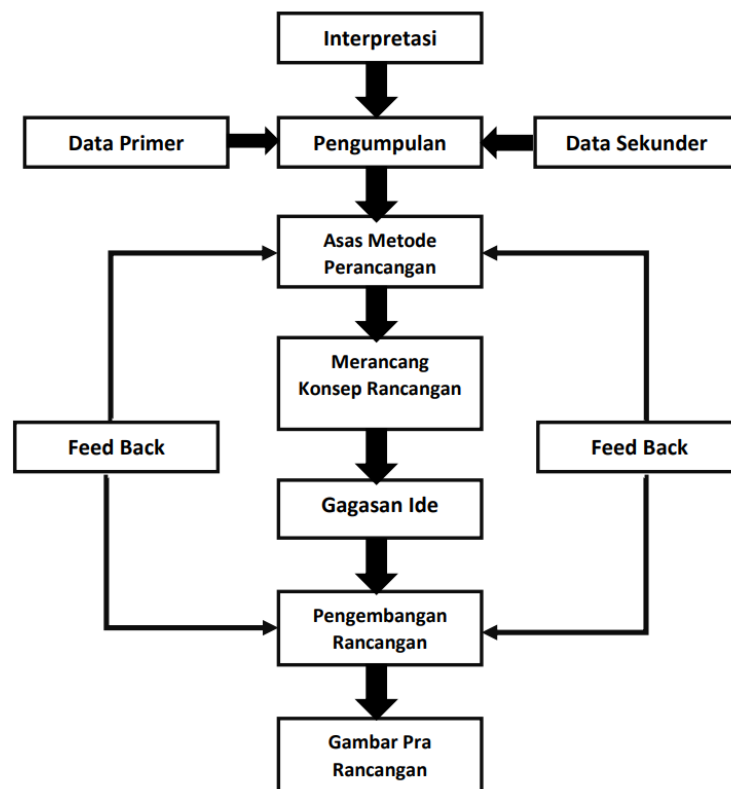 Interpretasi
Data Primer
Pengumpulan
Data Sekunder
Asas Metode
Perancangan
Merancang
Konsep Rancangan
Feed Back
Feed Back
Gagasan Ide
Pengembangan
Rancangan
Gambar Pra
Rancangan